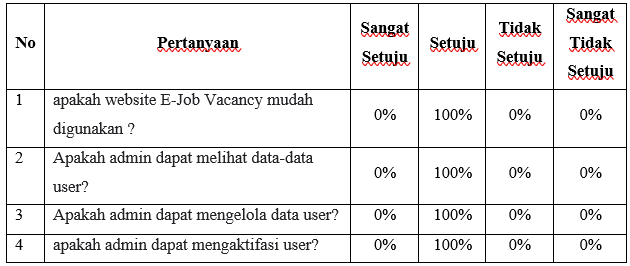 No Pertanyaan Sangat Setuju Setuju Tidak Setuju Sangat Tidak Setuju
1 apakah website E-Job Vacancy mudah
digunakan ? 0% 100% 0% 0%
2 Apakah admin dapat melihat data-data
user? 0% 100% 0% 0%
3 Apakah admin dapat mengelola data user? 0% 100% 0% 0%
4 apakah admin dapat mengaktifasi user? 0% 100% 0% 0%